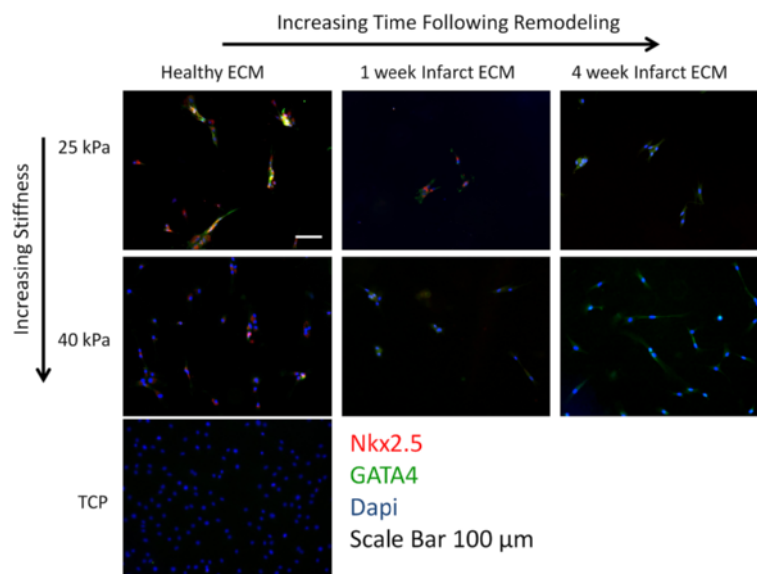 Increasing Time Following Remodeling
Healthy ECM
1 week Infarct ECM
4 week Infarct ECM
Increasing Stiffness
25 kPa
40 kPa
TCP
Nkx2.5
GATA4
Dapi
Scale Bar 100 μm